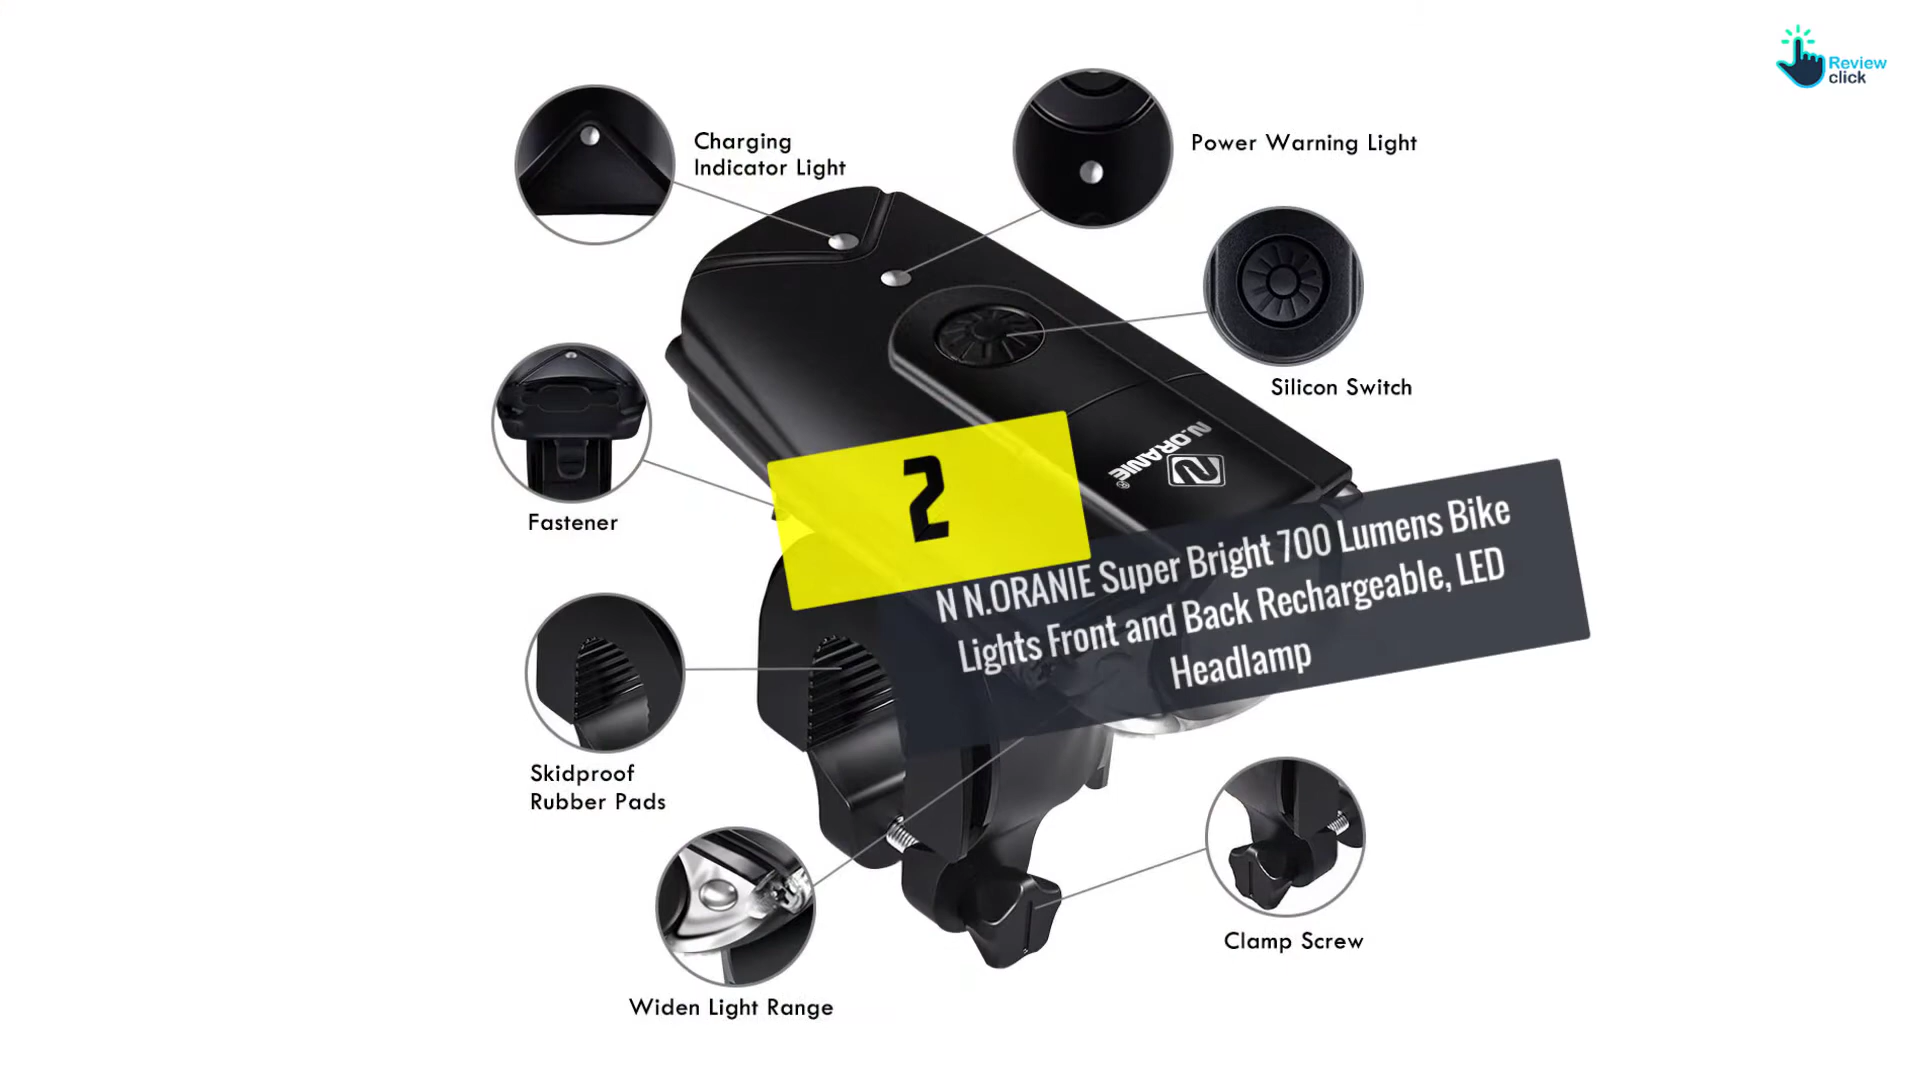 Review
click
Charging
Indicator Light
Power Warning Light
Silicon Switch
N.ORANIE®
Fastener
2
N N.ORANIE Super Bright 700 Lumens Bike
Lights Front and Back Rechargeable, LED
Headlamp
Skidproof
Rubber Pads
Clamp Screw
Widen Light Range